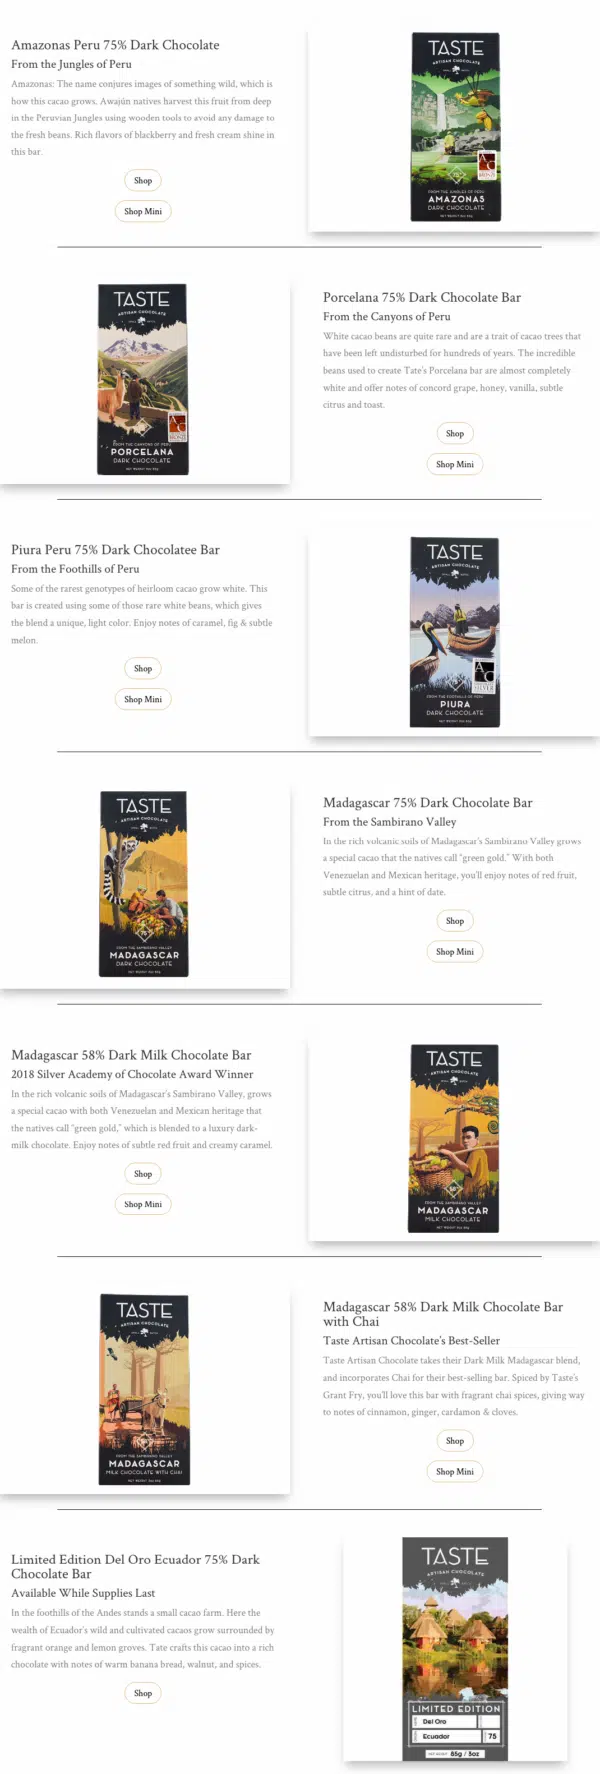 Amazonas Peru 75% Dark Chocolate
From the Jungles of Peru
Amazonas: The name conjures images of something wild, which is
how this cacao grows. Awajún natives harvest this fruit from deep
in the Peruvian Jungles using wooden tools to avoid any damage to
the fresh beans. Rich flavors of blackberry and fresh cream shine in
this bar.
Shop
Shop Mini
TASTE
ARTISAN CHOCOLATE
75%
FROM THE JUNGLES OF PERU
AMAZONAS
DARK CHOCOLATE
TASTE
ARTISAN CHOCOLATE
FROM THE CANYONS OF PERU
PORCELANA
DARK CHOCOLATE
Porcelana 75% Dark Chocolate Bar
From the Canyons of Peru
White cacao beans are quite rare and are a trait of cacao trees that
have been left undisturbed for hundreds of years. The incredible
beans used to create Tate's Porcelana bar are almost completely
white and offer notes of concord grape, honey, vanilla, subtle
citrus and toast.
Shop
Shop Mini
Piura Peru 75% Dark Chocolatee Bar
From the Foothills of Peru
Some of the rarest genotypes of heirloom cacao grow white. This
bar is created using some of those rare white beans, which gives
the blend a unique, light color. Enjoy notes of caramel, fig & subtle
melon.
Shop
Shop Mini
TASTE
ARTISAN CHOCOLATE
FROM THE FOOTHILLS OF PERU
PIURA
DARK CHOCOLATE
TASTE
ARTISAN CHOCOLATE
75%
FROM THE SAMBIRANO VALLEY
MADAGASCAR
DARK CHOCOLATE
Madagascar 75% Dark Chocolate Bar
From the Sambirano Valley
In the rich volcanic soils of Madagascar's Sambirano Valley grows
a special cacao that the natives call "green gold." With both
Venezuelan and Mexican heritage, you'll enjoy notes of red fruit,
subtle citrus, and a hint of date.
Shop
Shop Mini
Madagascar 58% Dark Milk Chocolate Bar
2018 Silver Academy of Chocolate Award Winner
In the rich volcanic soils of Madagascar's Sambirano Valley, grows
a special cacao with both Venezuelan and Mexican heritage that
the natives call "green gold," which is blended to a luxury dark-
milk chocolate. Enjoy notes of subtle red fruit and creamy caramel.
Shop
Shop Mini
TASTE
ARTISAN CHOCOLATE
58%
FROM THE SAMBIRANO VALLEY
MADAGASCAR
MILK CHOCOLATE
TASTE
ARTISAN CHOCOLATE
FROM THE SAMBIRANO VALLEY
MADAGASCAR
MILK CHOCOLATE WITH CHAI
Madagascar 58% Dark Milk Chocolate Bar
with Chai
Taste Artisan Chocolate's Best-Seller
Taste Artisan Chocolate takes their Dark Milk Madagascar blend,
and incorporates Chai for their best-selling bar. Spiced by Taste's
Grant Fry, you'll love this bar with fragrant chai spices, giving way
to notes of cinnamon, ginger, cardamon & cloves.
Shop
Shop Mini
Limited Edition Del Oro Ecuador 75% Dark
Chocolate Bar
Available While Supplies Last
In the foothills of the Andes stands a small cacao farm. Here the
wealth of Ecuador's wild and cultivated cacaos grow surrounded by
fragrant orange and lemon groves. Tate crafts this cacao into a rich
chocolate with notes of warm banana bread, walnut, and spices.
Shop
TASTE
ARTISAN CHOCOLATE
LIMITED EDITION
Del Oro
Ecuador
75
NET WEIGHT 85g / 3oz